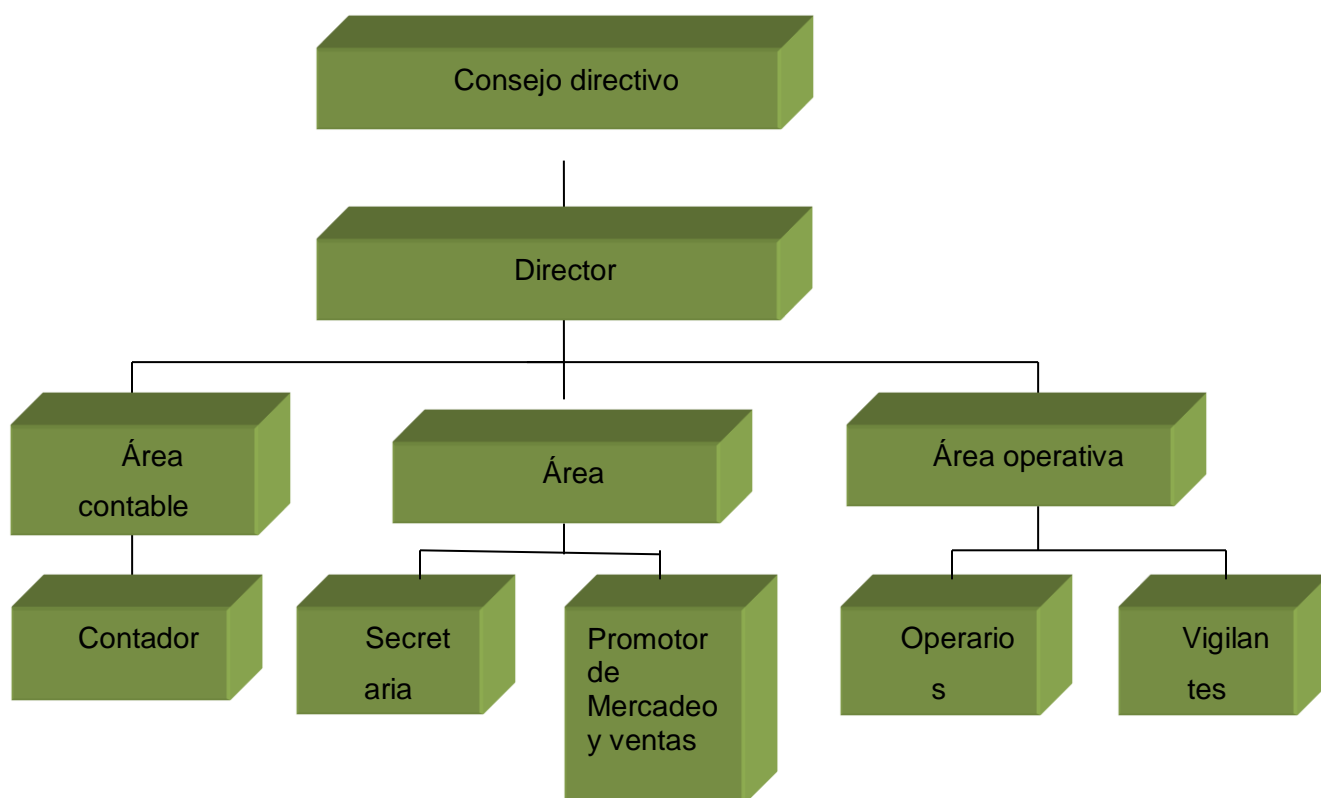 Consejo directivo
Director
Área
contable
Área
Área operativa
Contador
Secret
aria
Promotor
de
Mercadeo
y ventas
Operario
s
Vigilan
tes